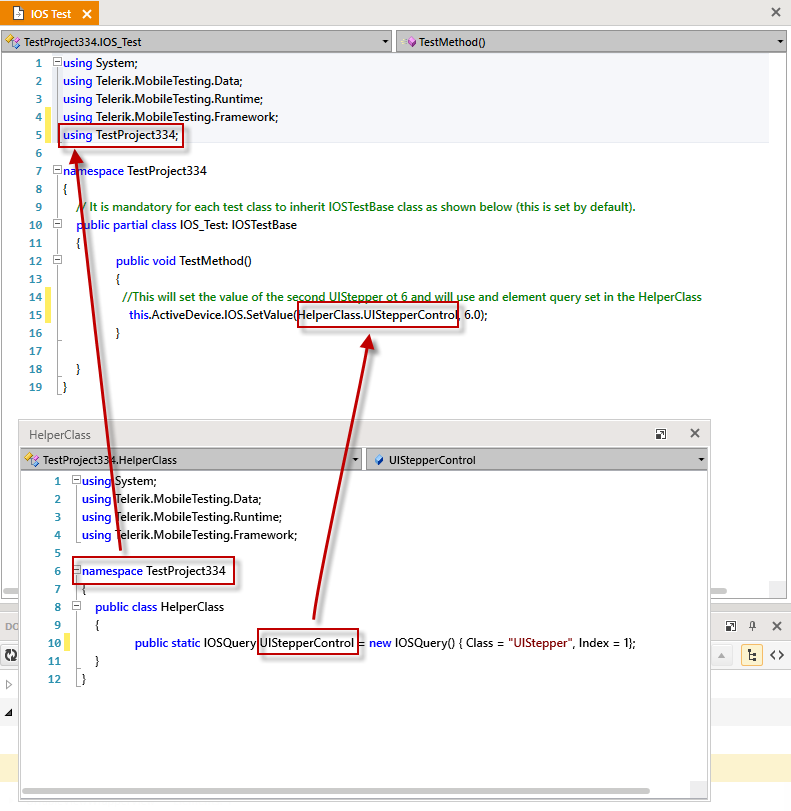 IOS Test
TestProject334.IOS_Test TestMethod()
1 using System;
2 using Telerik.MobileTesting.Data;
3 using Telerik.MobileTesting.Runtime;
4 using Telerik.MobileTesting.Framework;
5 using TestProject334;
6
7 namespace TestProject334
8 {
9 // It is mandatory for each test class to inherit IOSTestBase class as shown below (this is set by default).
10 public partial class IOS_Test: IOSTestBase
11 {
12 public void TestMethod()
13 {
14 //This will set the value of the second UIStepper ot 6 and will use and element query set in the HelperClass
15 this.ActiveDevice.IOS.SetValue(HelperClass.UIStepperControl, 6.0);
16 }
17
18 }
19 }
HelperClass
TestProject334.HelperClass UIStepperControl
1 using System;
2 using Telerik.MobileTesting.Data;
3 using Telerik.MobileTesting.Runtime;
4 using Telerik.MobileTesting.Framework;
5
6 namespace TestProject334
7 {
8 public class HelperClass
9 {
10 public static IOSQuery UIStepperControl = new IOSQuery() { Class = "UIStepper", Index = 1};
11 }
12 }